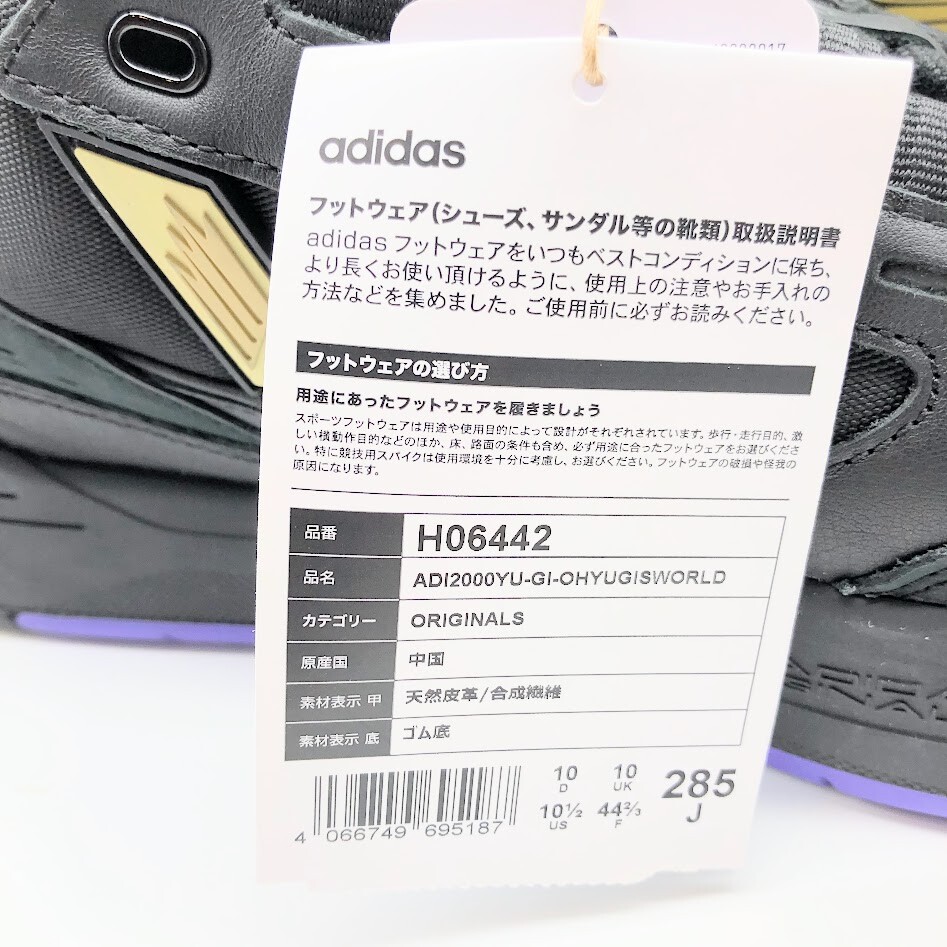 adidas
フットウェア(シューズ、サンダル等の靴類)取扱説明書
adidas フットウェアをいつもベストコンディションに保ち、
より長くお使い頂けるように、使用上の注意やお手入れの
方法などを集めました。ご使用前に必ずお読みください。
フットウェアの選び方
用途にあったフットウェアを履きましょう
スポーツフットウェアは用途や使用目的によって設計がそれぞれされています。歩行・走行目的、激
しい機動作目的などのほか、床、路面の条件も含め、必ず用途に合ったフットウェアをお選びくださ
い。特に競技用スパイクは使用環境を十分に考慮し、お選びください。フットウェアの破損や怪我の
原因になります。
品番 H06442
品名 ADI2000YU-GI-OHYUGISWORLD
カテゴリー ORIGINALS
原産国 中国
素材表示 甲 天然皮革/合成繊維
素材表示 底 ゴム底
10 10 285
D UK J
10½ 44⅔
US F
4 066749 695187